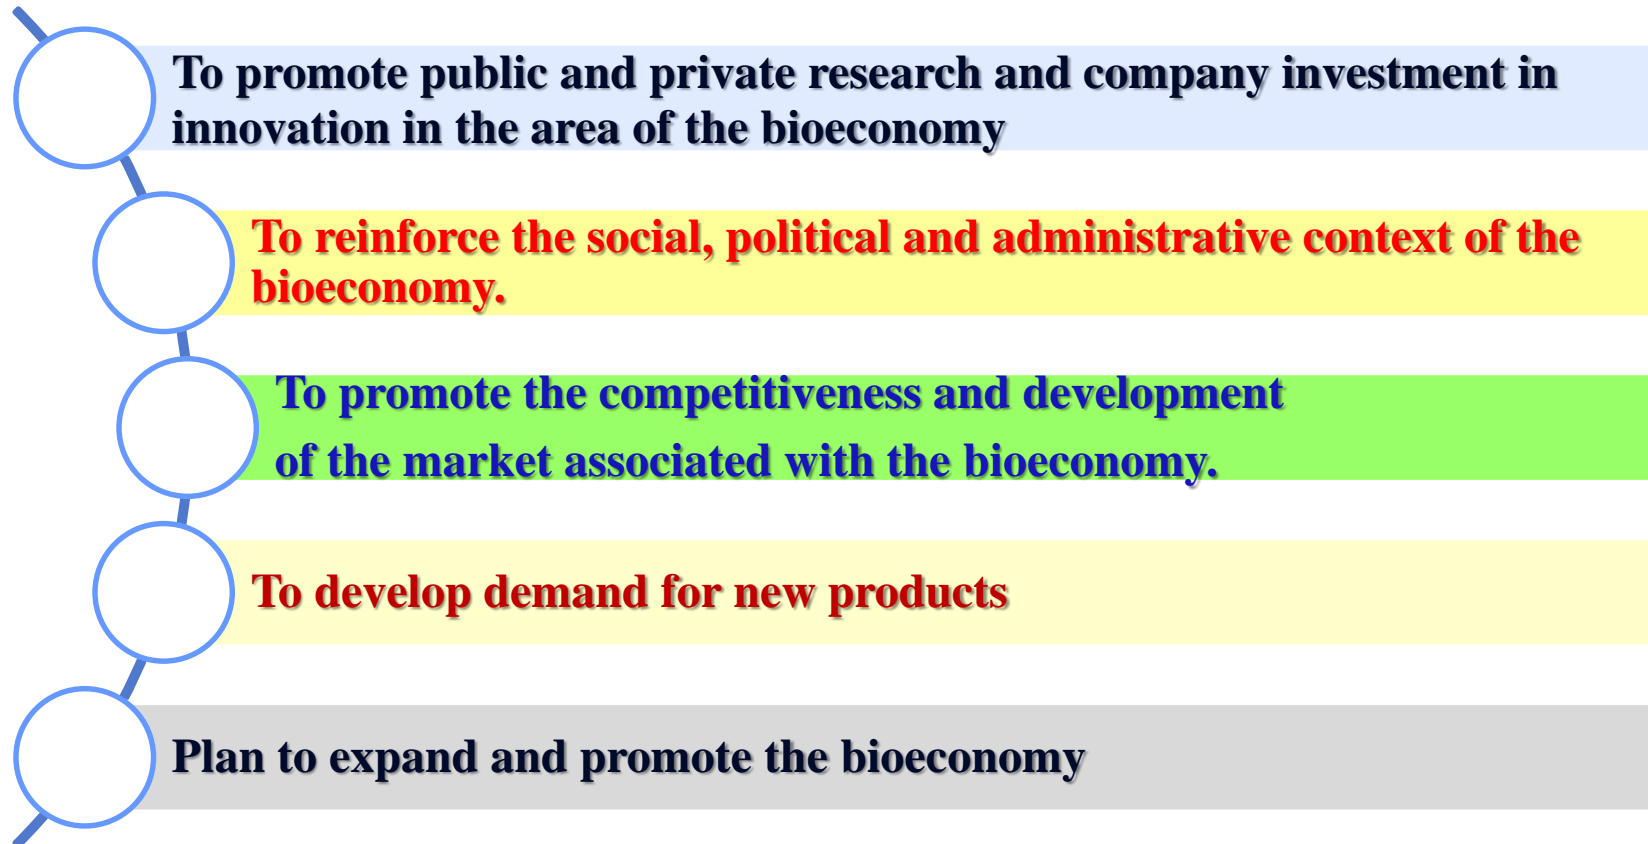 To promote public and private research and company investment in
innovation in the area of the bioeconomy
To reinforce the social, political and administrative context of the
bioeconomy.
To promote the competitiveness and development
of the market associated with the bioeconomy.
To develop demand for new products
Plan to expand and promote the bioeconomy